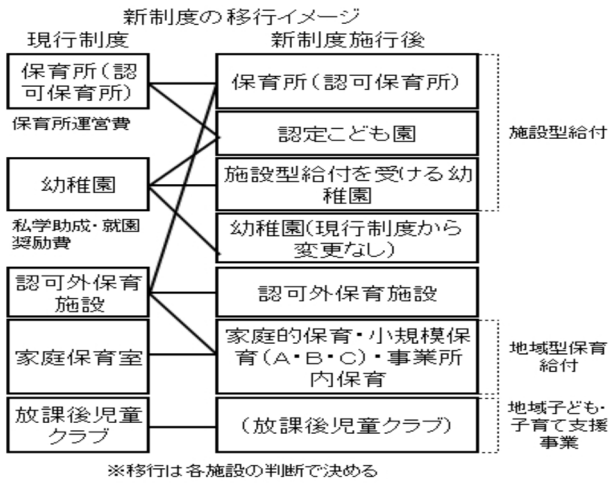 新制度の移行イメージ
現行制度
新制度施行後
保育所(認
可保育所)
保育所運営費
幼稚園
私学助成・就園
奨励費
認可外保育
施設
家庭保育室
放課後児童
クラブ
保育所(認可保育所)
認定こども園
施設型給付を受ける幼
稚園
幼稚園(現行制度から
変更なし)
認可外保育施設
家庭的保育・小規模保
育(A・B・C)・事業所
内保育
(放課後児童クラブ)
施設型給付
地域型保育
給付
地域子ども・
子育て支援
事業
※移行は各施設の判断で決める